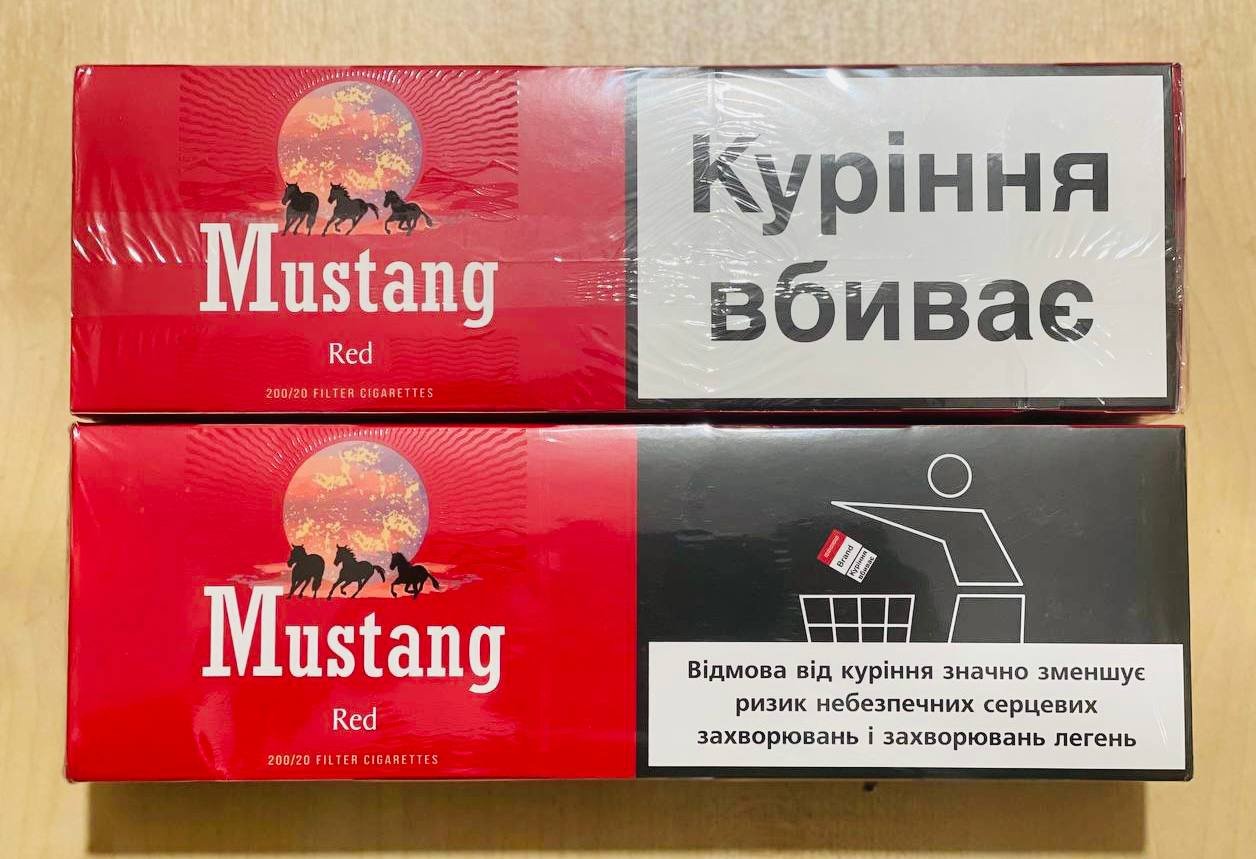 Mustang
Red
200/20 FILTER CIGARETTES
Куріння
вбиває
Mustang
Red
200/20 FILTER CIGARETTES
Brand
Куріння
вбиває
Відмова від куріння значно зменшує
ризик небезпечних серцевих
захворювань і захворювань легень